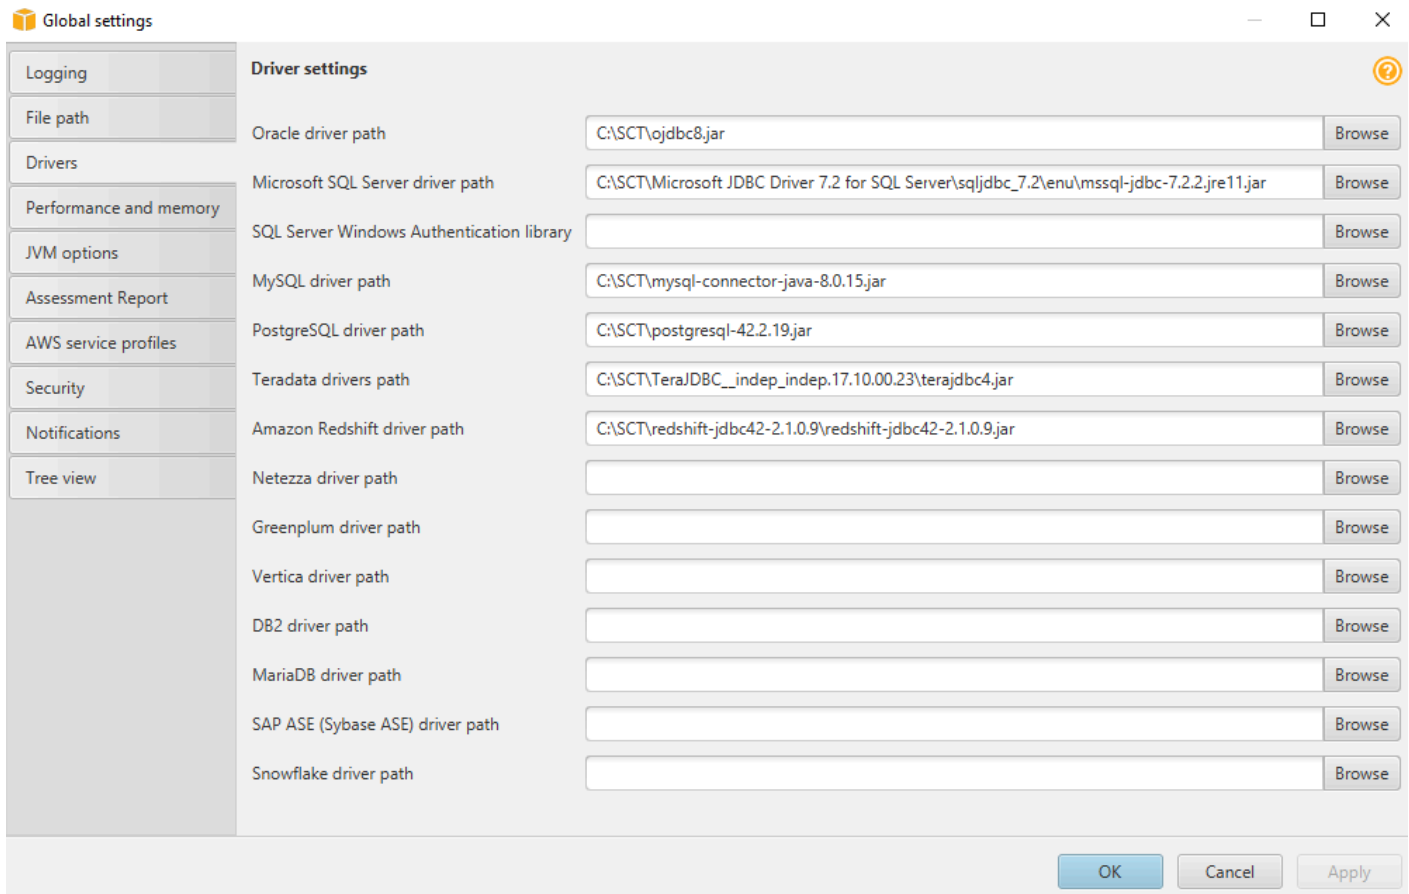 Global settings
Logging
File path
Drivers
Performance and memory
JVM options
Assessment Report
AWS service profiles
Security
Notifications
Tree view
Driver settings
?
Oracle driver path C:\SCT\ojdbc8.jar Browse
Microsoft SQL Server driver path C:\SCT\Microsoft JDBC Driver 7.2 for SQL Server\sqljdbc_7.2\enu\mssql-jdbc-7.2.2.jre11.jar Browse
SQL Server Windows Authentication library Browse
MySQL driver path C:\SCT\mysql-connector-java-8.0.15.jar Browse
PostgreSQL driver path C:\SCT\postgresql-42.2.19.jar Browse
Teradata drivers path C:\SCT\TeraJDBC__indep_indep.17.10.00.23\terajdbc4.jar Browse
Amazon Redshift driver path C:\SCT\redshift-jdbc42-2.1.0.9\redshift-jdbc42-2.1.0.9.jar Browse
Netezza driver path Browse
Greenplum driver path Browse
Vertica driver path Browse
DB2 driver path Browse
MariaDB driver path Browse
SAP ASE (Sybase ASE) driver path Browse
Snowflake driver path Browse
OK Cancel Apply